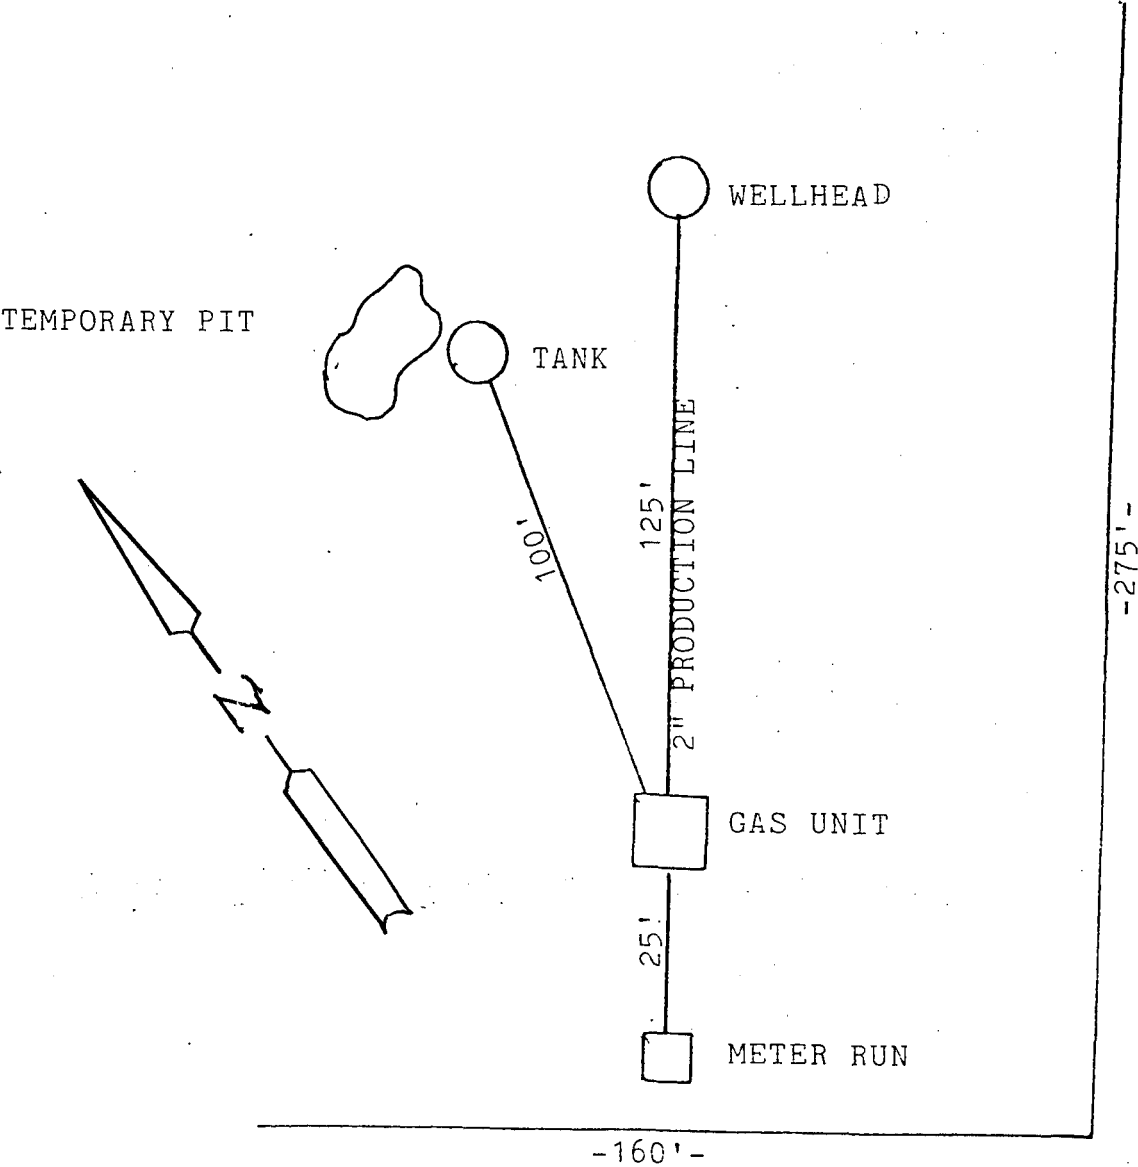 WELLHEAD
TEMPORARY PIT
TANK
2" PRODUCTION LINE
125'
100'
-275'-
N
GAS UNIT
25'
METER RUN
-160'-